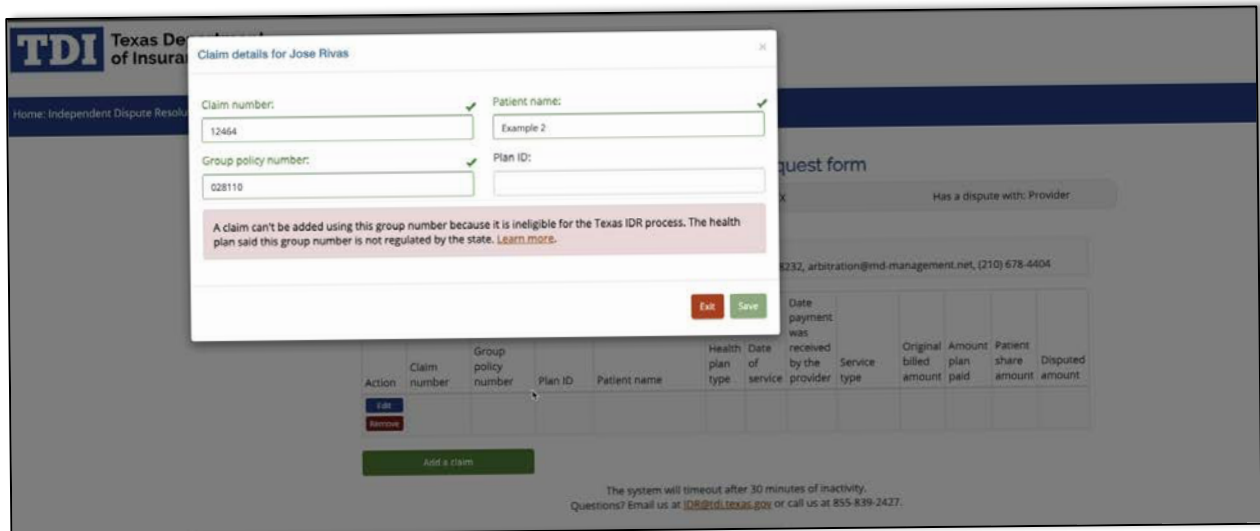 TDI
Texas De
of Insura
Home: Independent Dispute Resolu
Claim details for Jose Rivas
×
Claim number:
Patient name:
12464
Example 2
Group policy number:
Plan ID:
028110
A claim can't be added using this group number because it is ineligible for the Texas IDR process. The health
plan said this group number is not regulated by the state. Learn more.
Exit
Save
quest form
Has a dispute with: Provider
8232, arbitration@md-management.net, (210) 678-4404
Action
Claim
number
Group
policy
number
Plan ID
Patient name
Health
plan
type
Date
of
service
Date
payment
was
received
by the
provider
Service
type
Original
billed
amount
Amount
plan
paid
Patient
share
amount
Disputed
amount
Edit
Remove
Add a claim
The system will timeout after 30 minutes of inactivity.
Questions? Email us at IDR@tdi.texas.gov or call us at 855-839-2427.